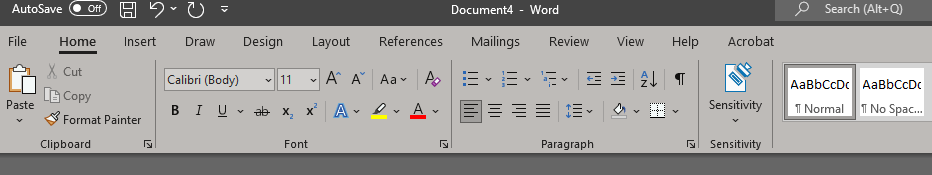 AutoSave Off Document4 - Word Search (Alt+Q)
File Home Insert Draw Design Layout References Mailings Review View Help Acrobat
Cut
Copy
Format Painter
Paste
Calibri (Body) 11 A A Aa A
B I U ab x₂ x² A A
A Z ¶
Sensitivity
AaBbCcDc AaBbCcDc
¶ Normal ¶ No Spac...
Clipboard Font Paragraph Sensitivity